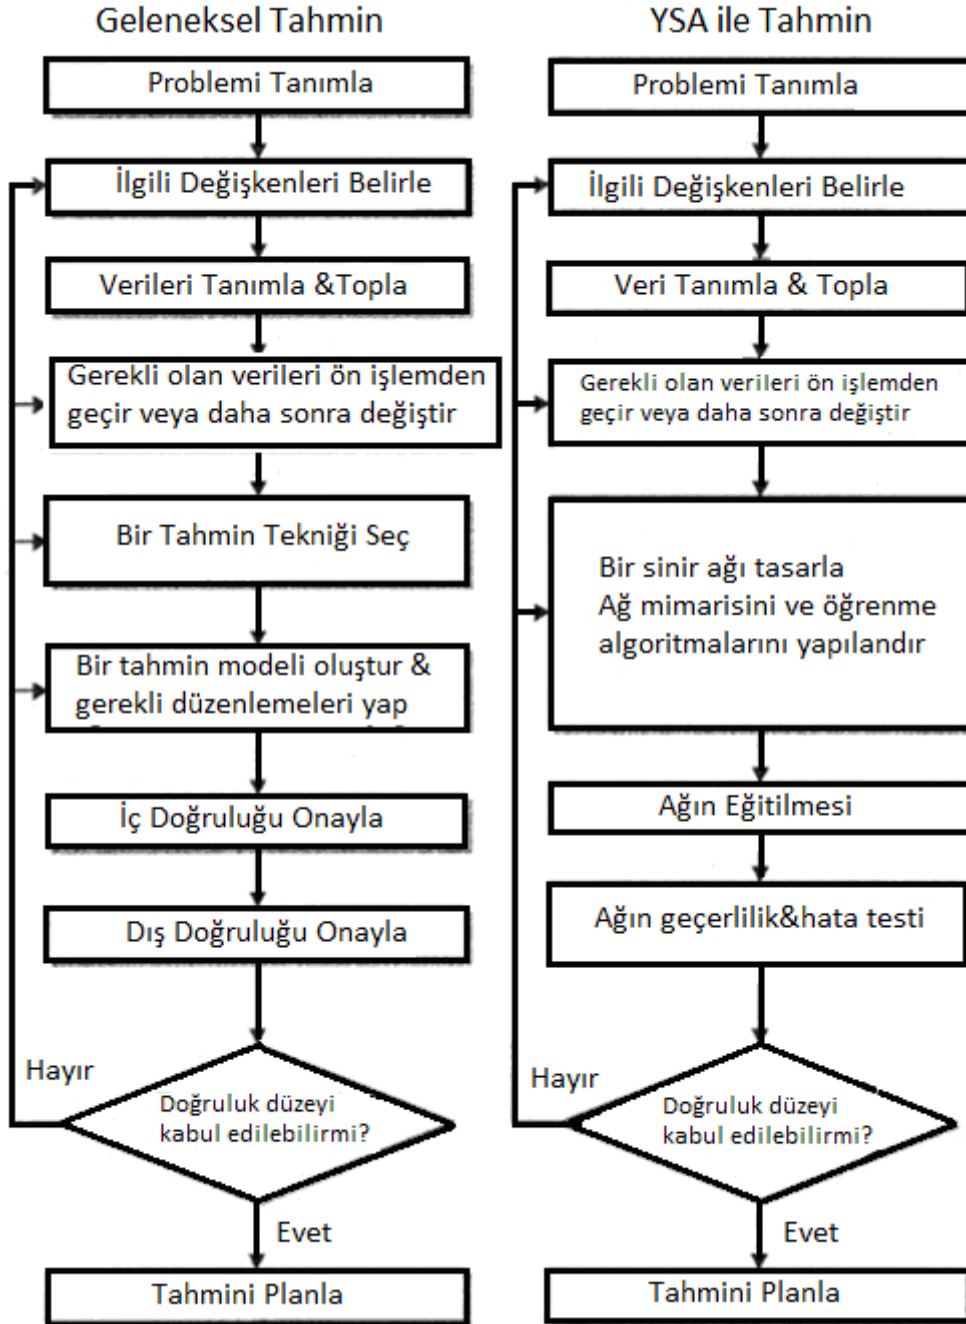 Geleneksel Tahmin
Problemi Tanımla
İlgili Değişkenleri Belirle
Verileri Tanımla &Topla
Gerekli olan verileri ön işlemden
geçir veya daha sonra değiştir
Bir Tahmin Tekniği Seç
Bir tahmin modeli oluştur &
gerekli düzenlemeleri yap
İç Doğruluğu Onayla
Dış Doğruluğu Onayla
Hayır
Doğruluk düzeyi
kabul edilebilirmi?
Evet
Tahmini Planla
YSA ile Tahmin
Problemi Tanımla
İlgili Değişkenleri Belirle
Veri Tanımla & Topla
Gerekli olan verileri ön işlemden
geçir veya daha sonra değiştir
Bir sinir ağı tasarla
Ağ mimarisini ve öğrenme
algoritmalarını yapılandır
Ağın Eğitilmesi
Ağın geçerlilik&hata testi
Hayır
Doğruluk düzeyi
kabul edilebilirmi?
Evet
Tahmini Planla